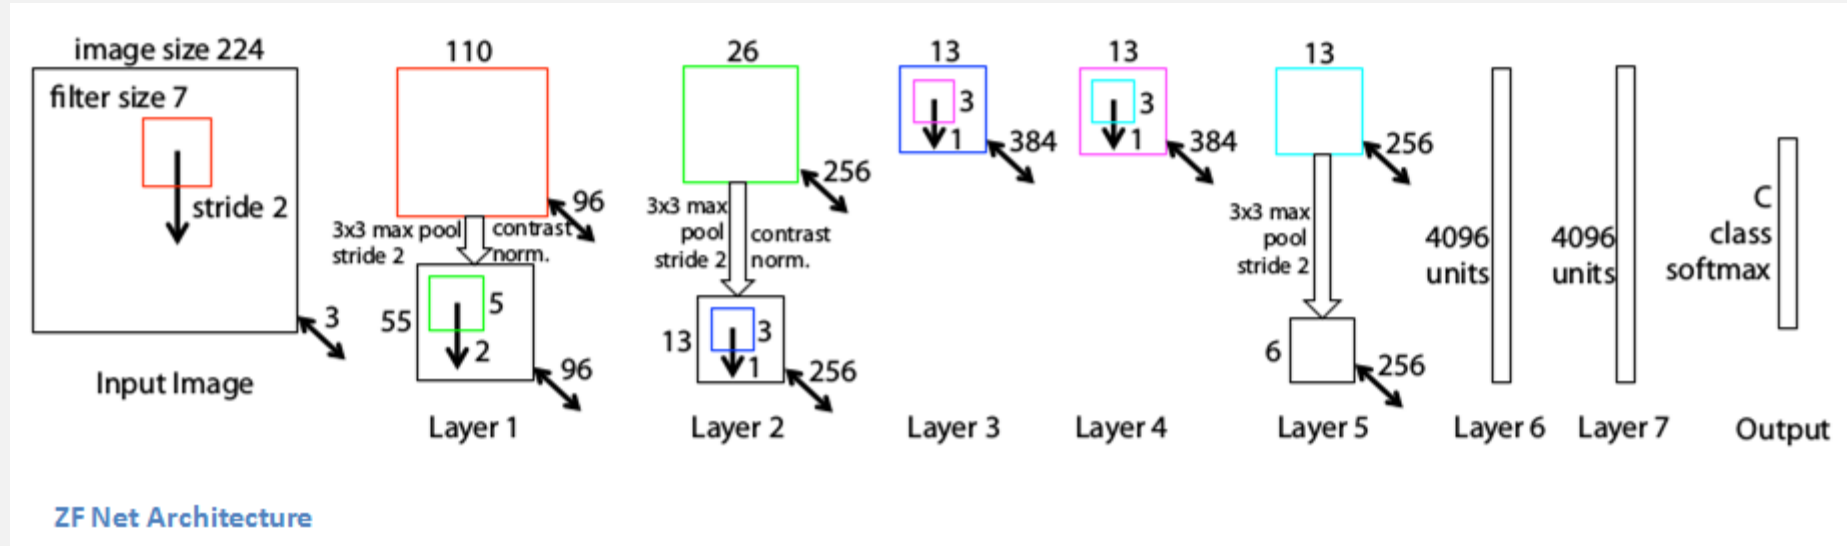 image size 224
filter size 7
stride 2
3
Input Image
110
96
3x3 max pool
stride 2
contrast
norm.
55
5
2
96
Layer 1
26
256
3x3 max
pool
stride 2
contrast
norm.
13
3
1
256
Layer 2
13
3
1
384
Layer 3
13
3
1
384
Layer 4
13
256
3x3 max
pool
stride 2
6
256
Layer 5
4096
units
Layer 6
4096
units
Layer 7
C
class
softmax
Output
ZF Net Architecture